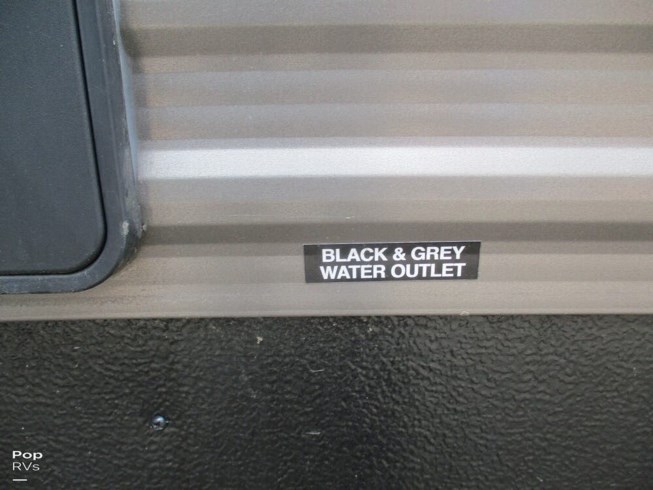 BLACK & GREY
WATER OUTLET
Pop
RVs